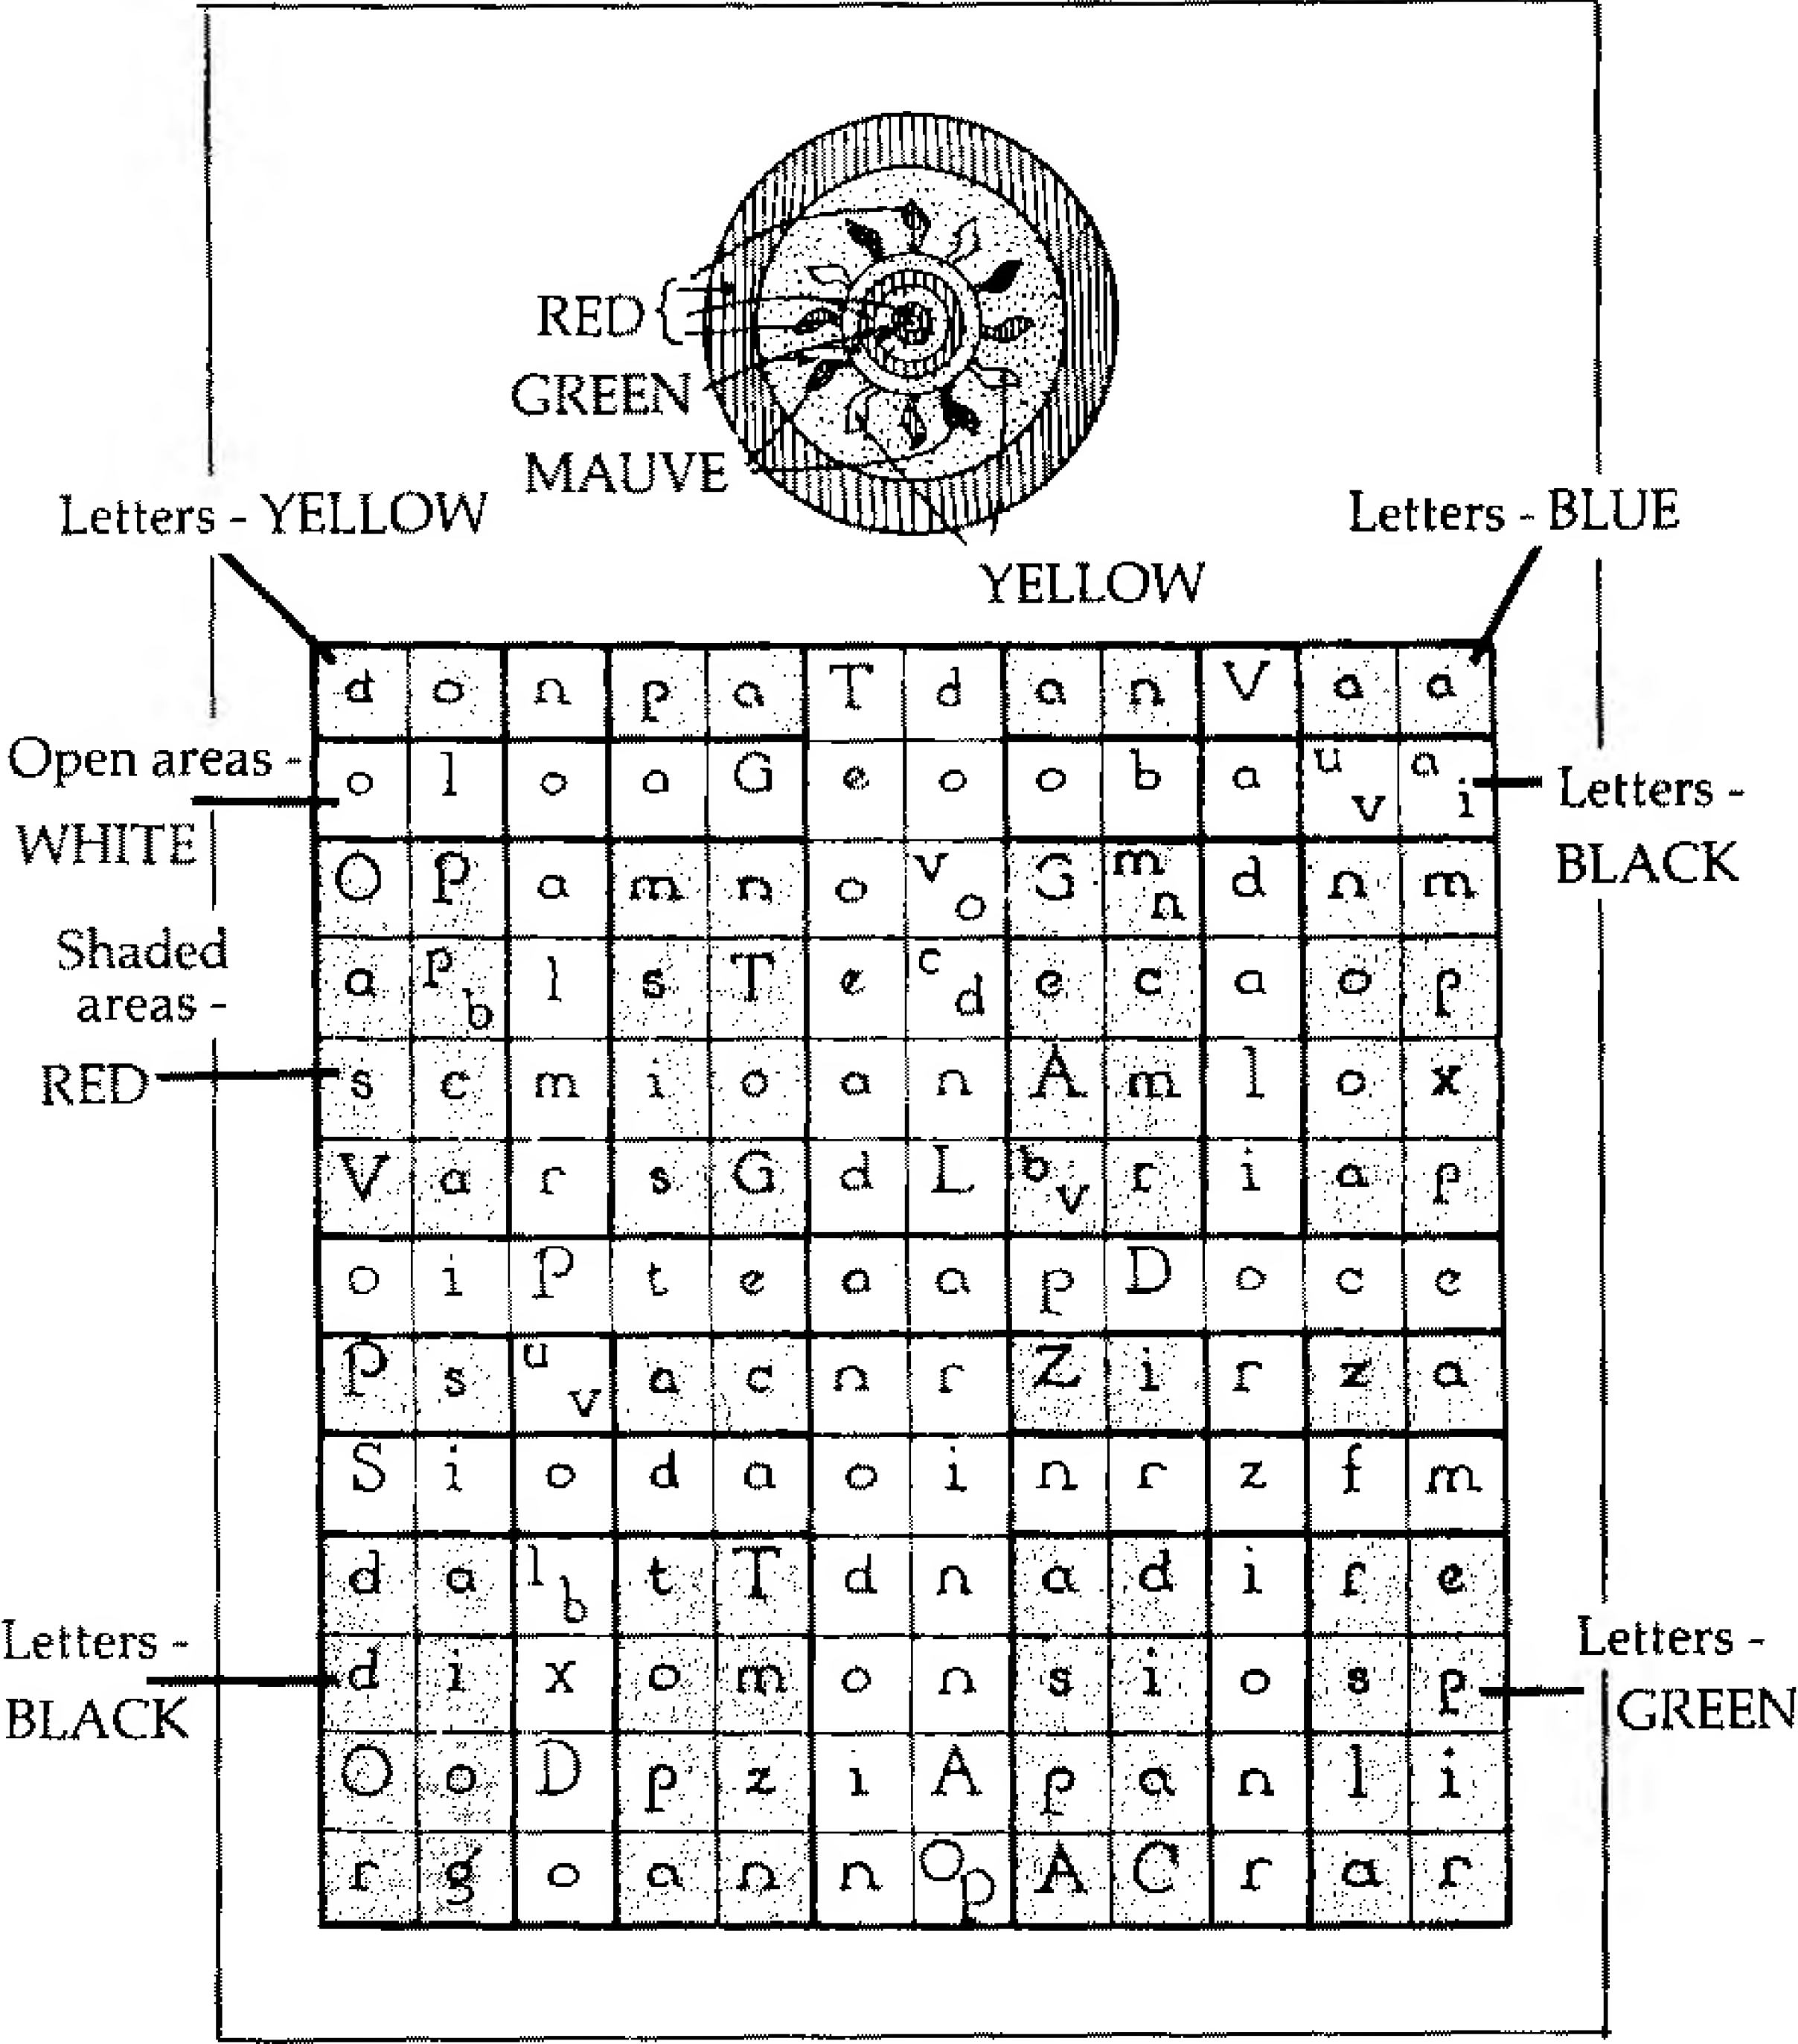 RED
GREEN
MAUVE
Letters - YELLOW
Letters - BLUE
YELLOW
d o n p a T d a n V a a
Open areas -
WHITE
o l o a G e o o b a u v a i
Letters -
BLACK
O P a m n o v o G m n d n m
Shaded
areas -
RED
a p b l s T e c d e c a o p
s c m i o a n A m l o x
V a r s G d L b v r i a p
o i P t e a a p D o c e
P s u v a c n r Z i r z a
S i o d a o i n r z f m
d a l b t T d n a d i r e
Letters -
BLACK
d i x o m o n s i o s p
Letters -
GREEN
O o D p z i A p a n l i
r g o a n n O p A C r a r